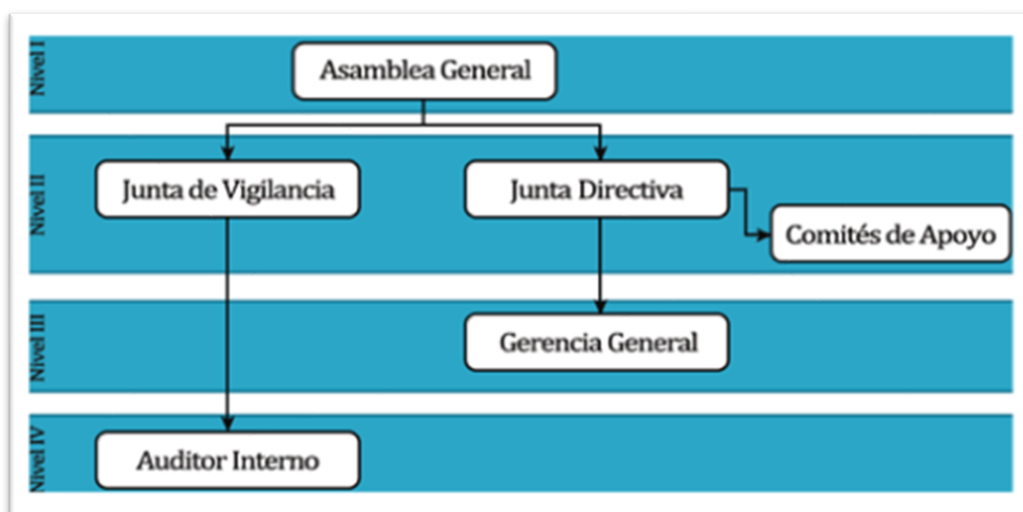 Nivel I
Asamblea General
Nivel II
Junta de Vigilancia
Junta Directiva
Comités de Apoyo
Nivel III
Gerencia General
Nivel IV
Auditor Interno